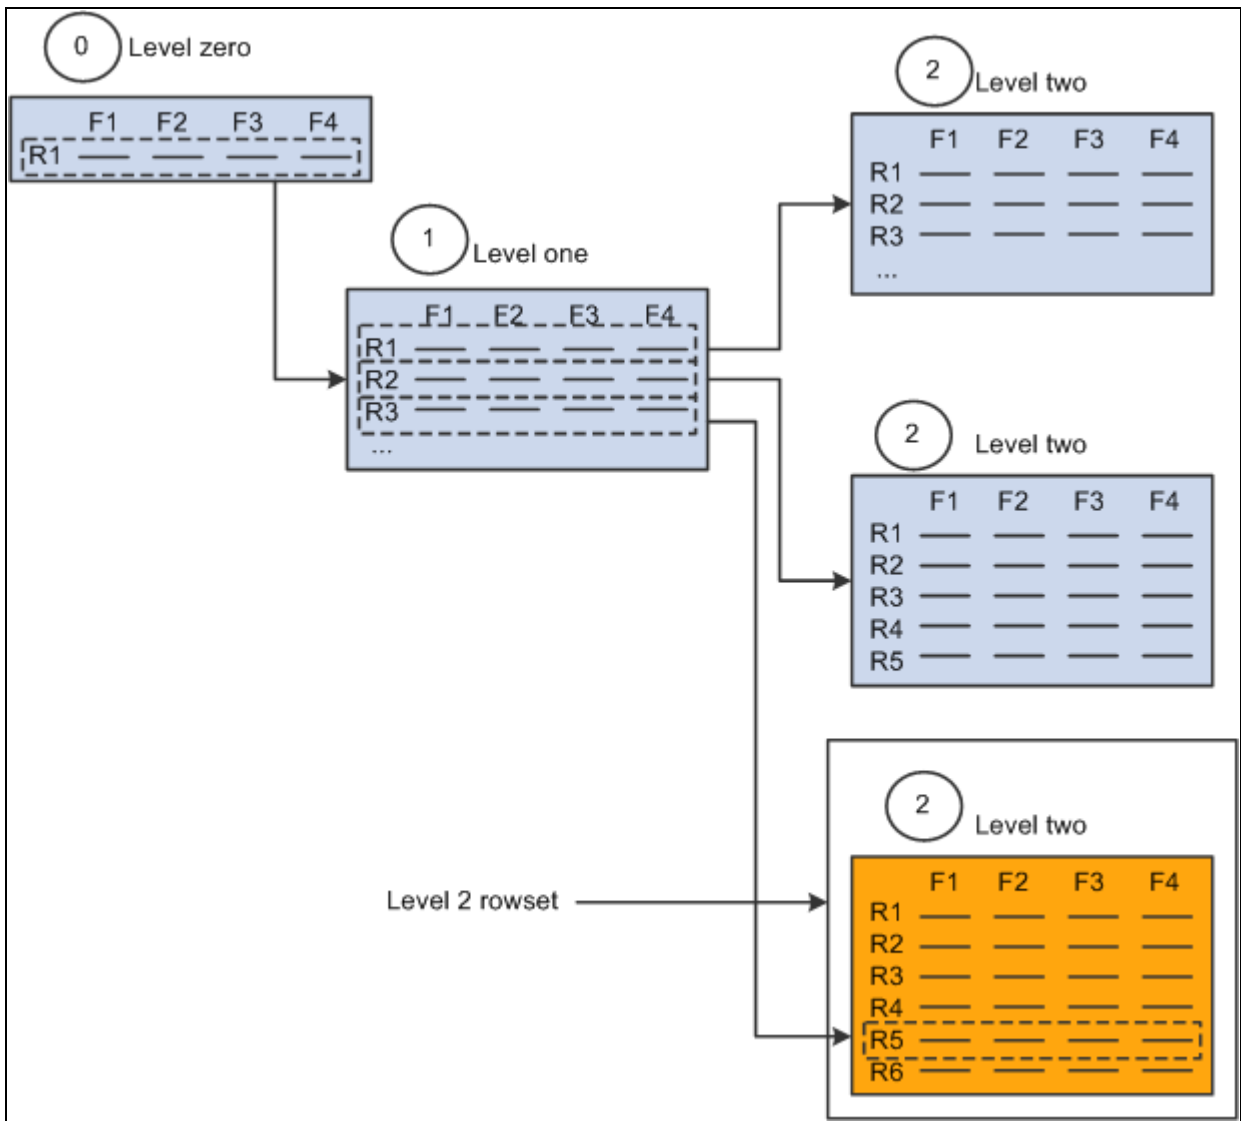 0 Level zero
F1 F2 F3 F4
R1
1 Level one
F1 F2 F3 F4
R1
R2
R3
...
2 Level two
F1 F2 F3 F4
R1
R2
R3
...
2 Level two
F1 F2 F3 F4
R1
R2
R3
R4
R5
Level 2 rowset
2 Level two
F1 F2 F3 F4
R1
R2
R3
R4
R5
R6